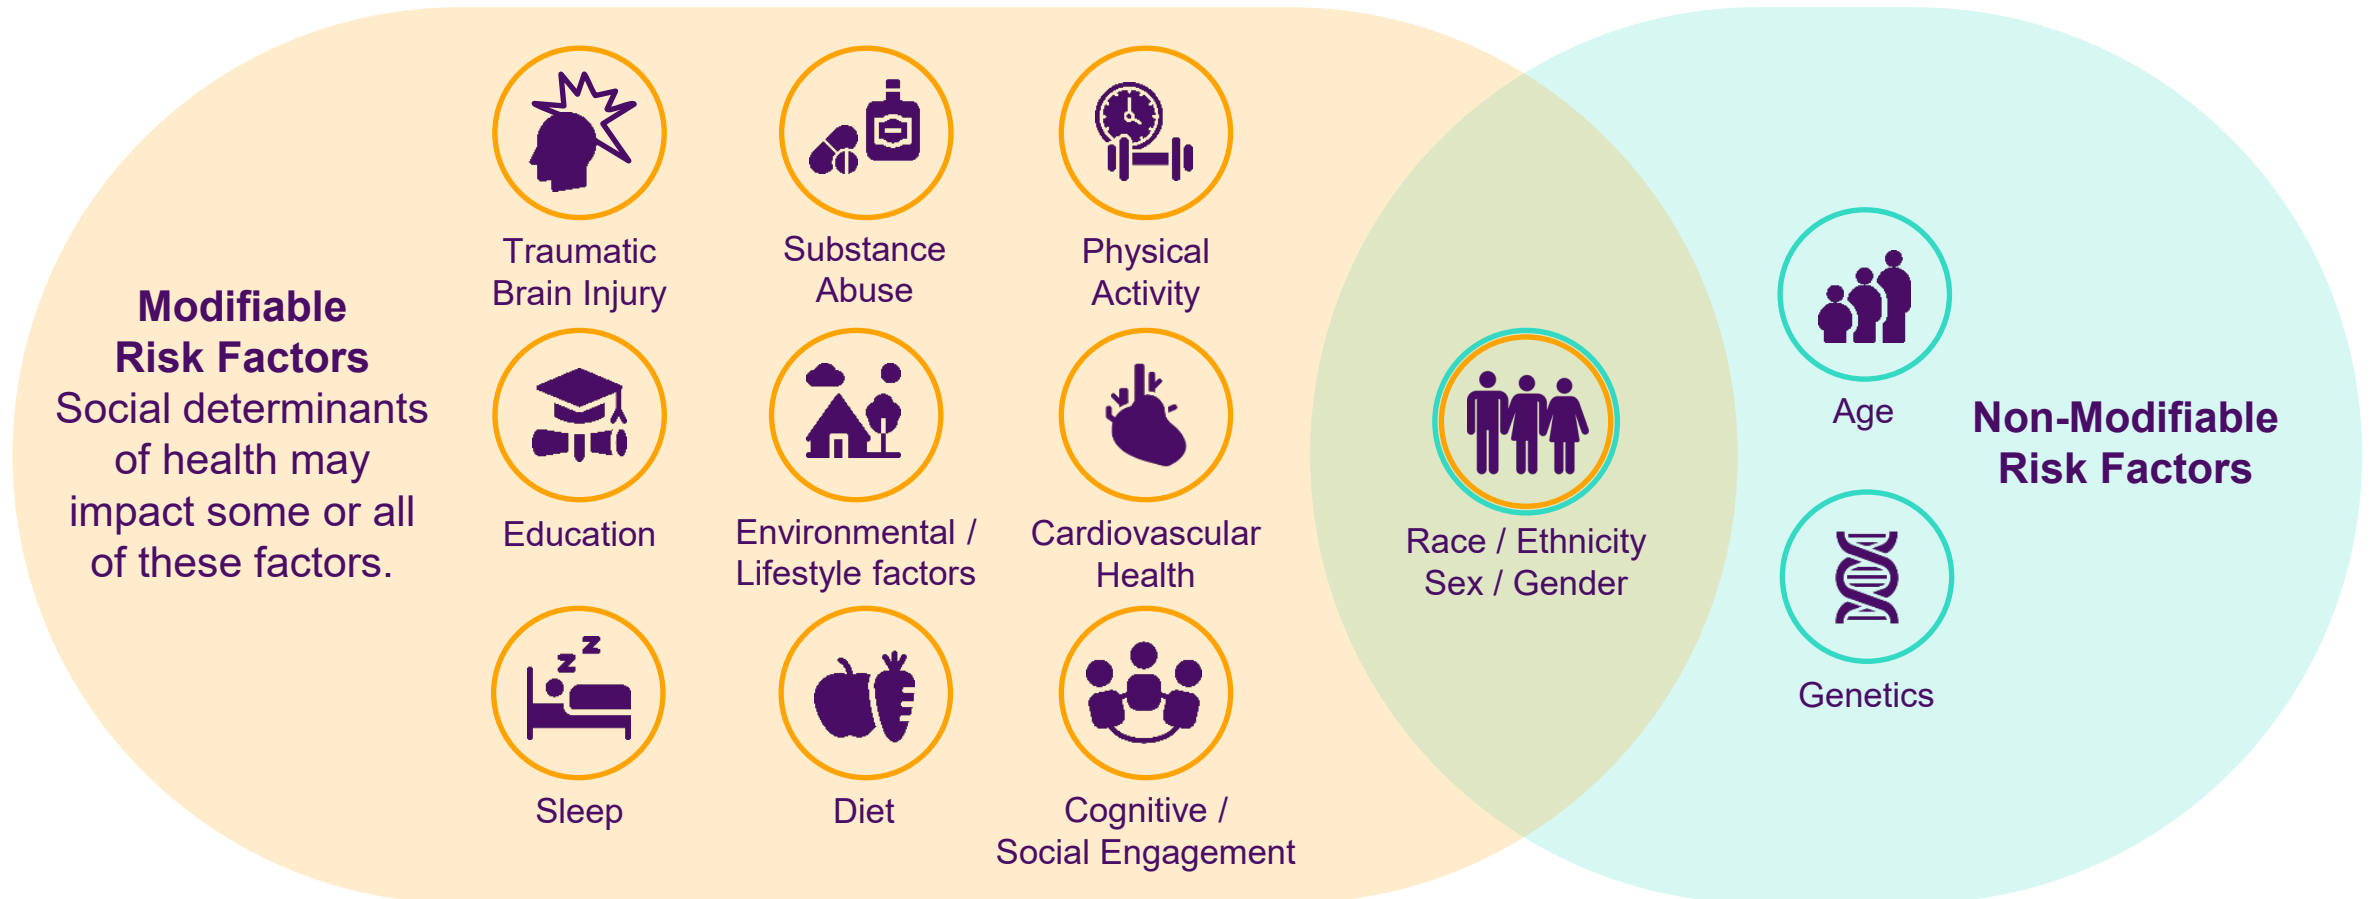 Modifiable
Risk Factors
Social determinants
of health may
impact some or all
of these factors.
Traumatic
Brain Injury
Substance
Abuse
Physical
Activity
Education
Environmental /
Lifestyle factors
Cardiovascular
Health
Sleep
Diet
Cognitive /
Social Engagement
Race / Ethnicity
Sex / Gender
Age
Genetics
Non-Modifiable
Risk Factors